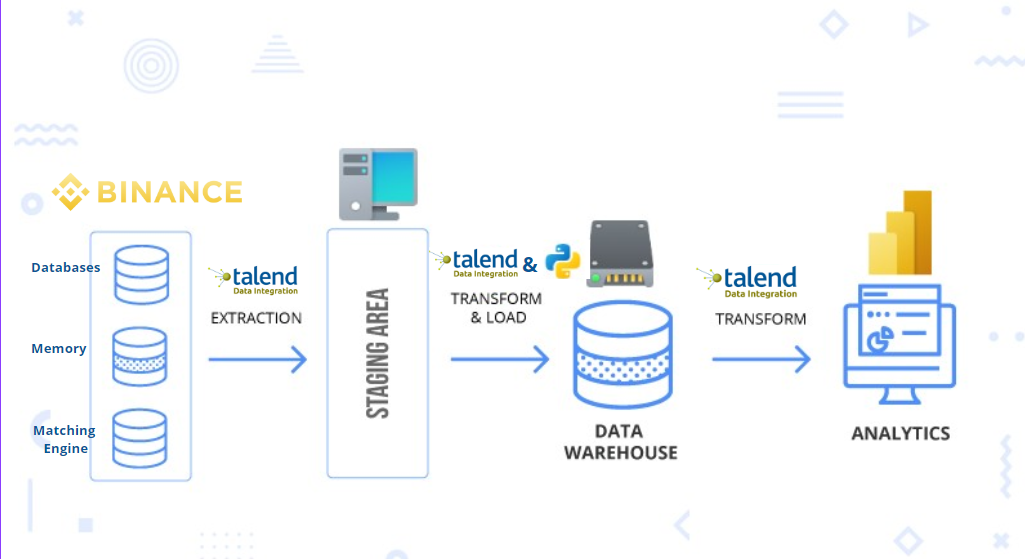 BINANCE
Databases
Memory
Matching
Engine
talend
Data Integration
EXTRACTION
STAGING AREA
talend
Data Integration
&
TRANSFORM
& LOAD
DATA
WAREHOUSE
talend
Data Integration
TRANSFORM
ANALYTICS